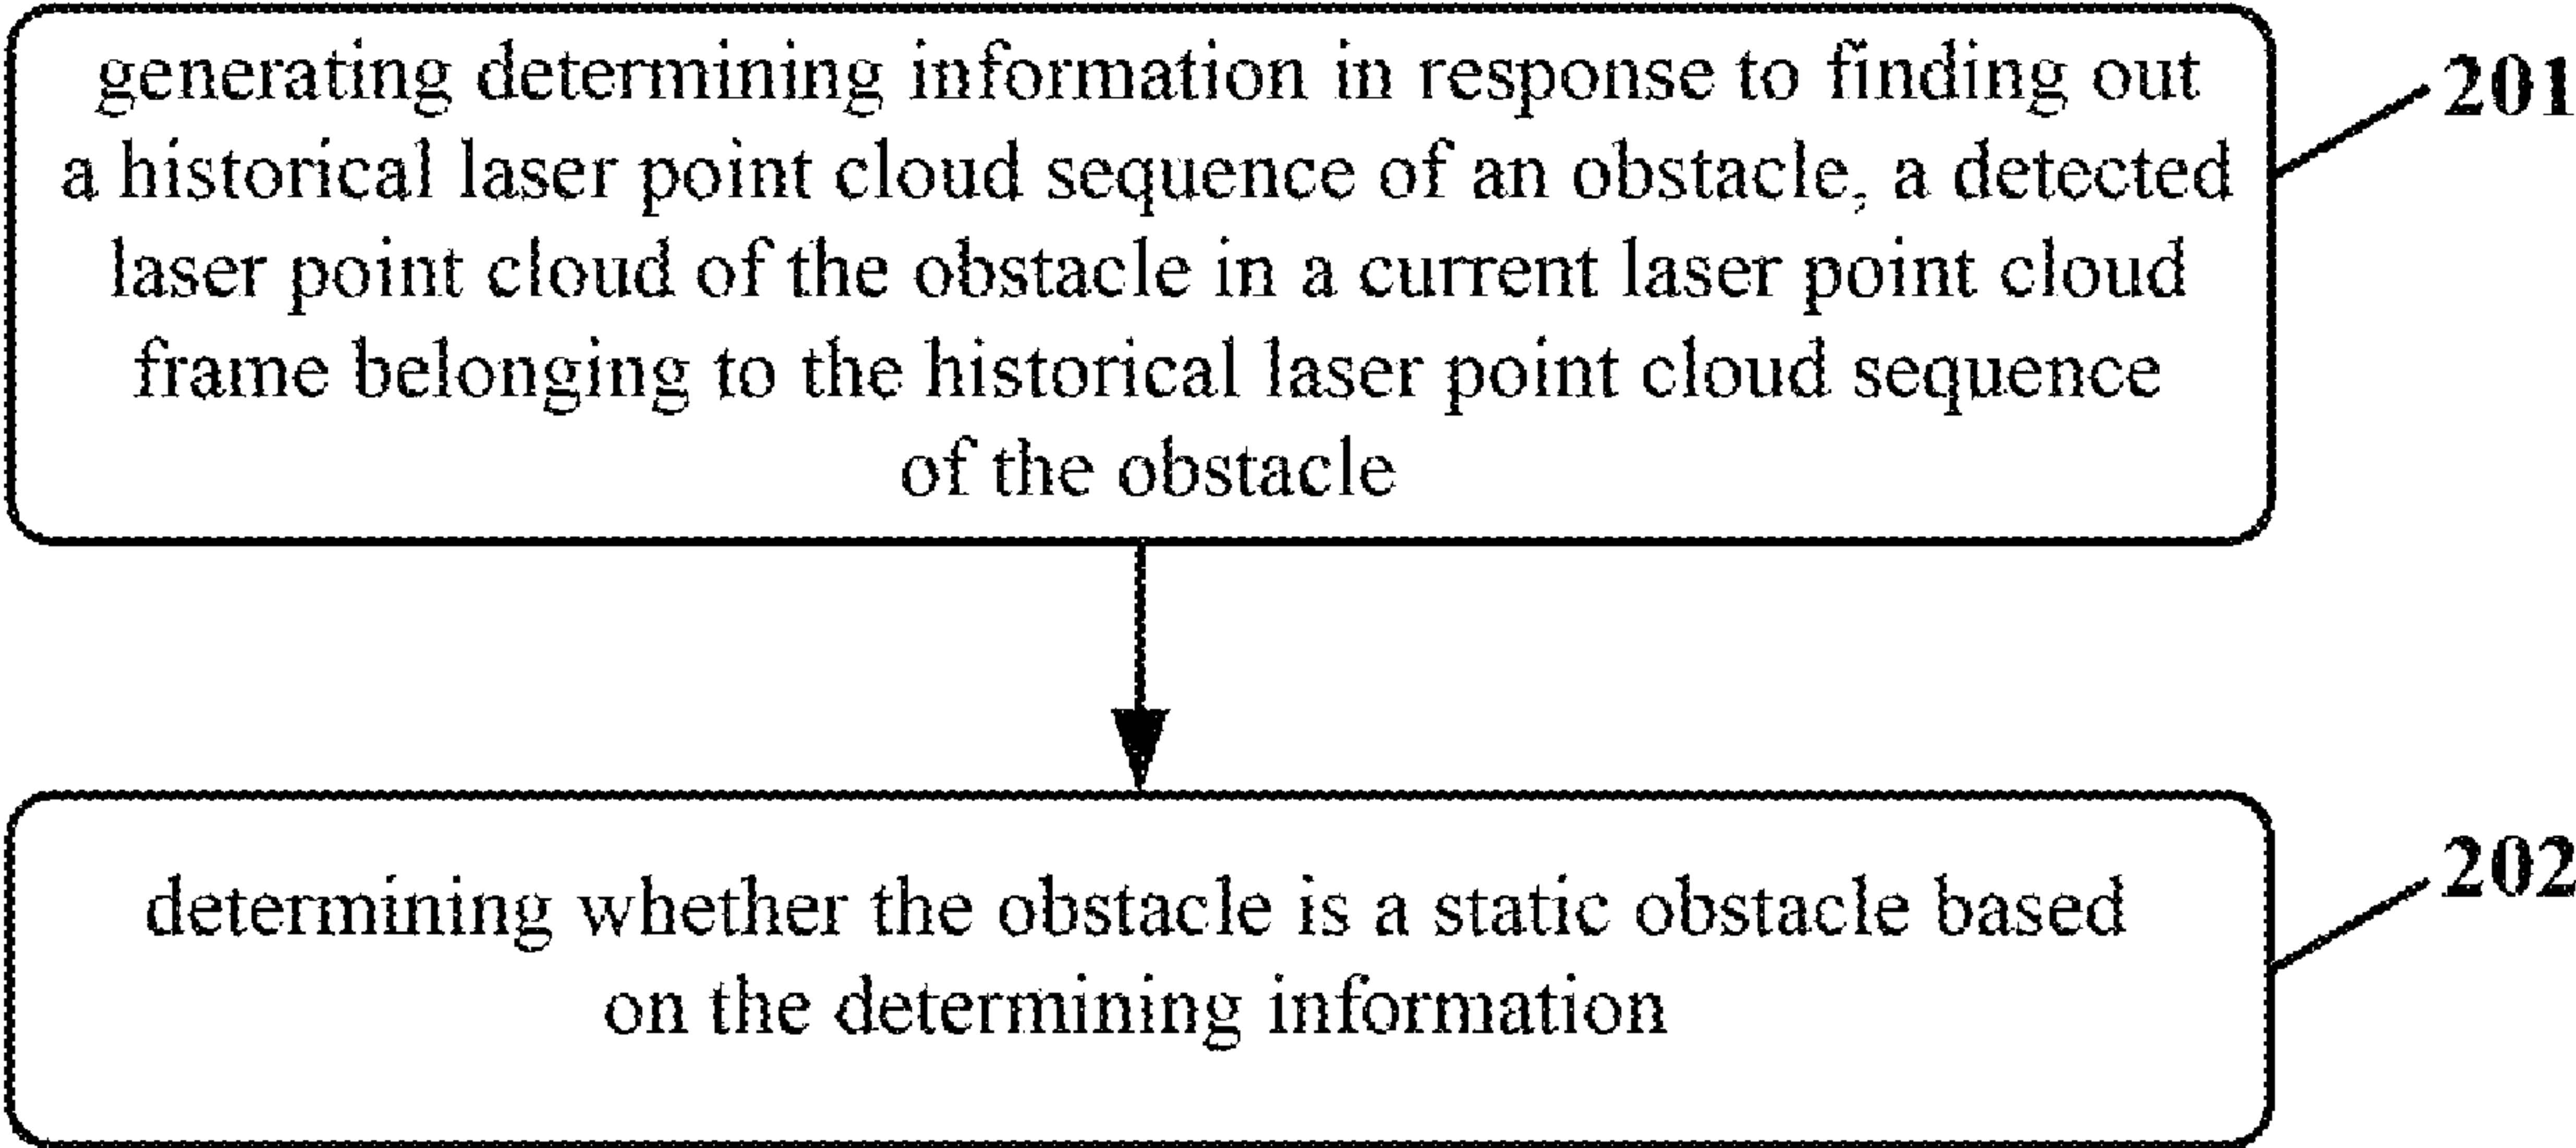 generating determining information in response to finding out
a historical laser point cloud sequence of an obstacle, a detected
laser point cloud of the obstacle in a current laser point cloud
frame belonging to the historical laser point cloud sequence
of the obstacle
201
determining whether the obstacle is a static obstacle based
on the determining information
202